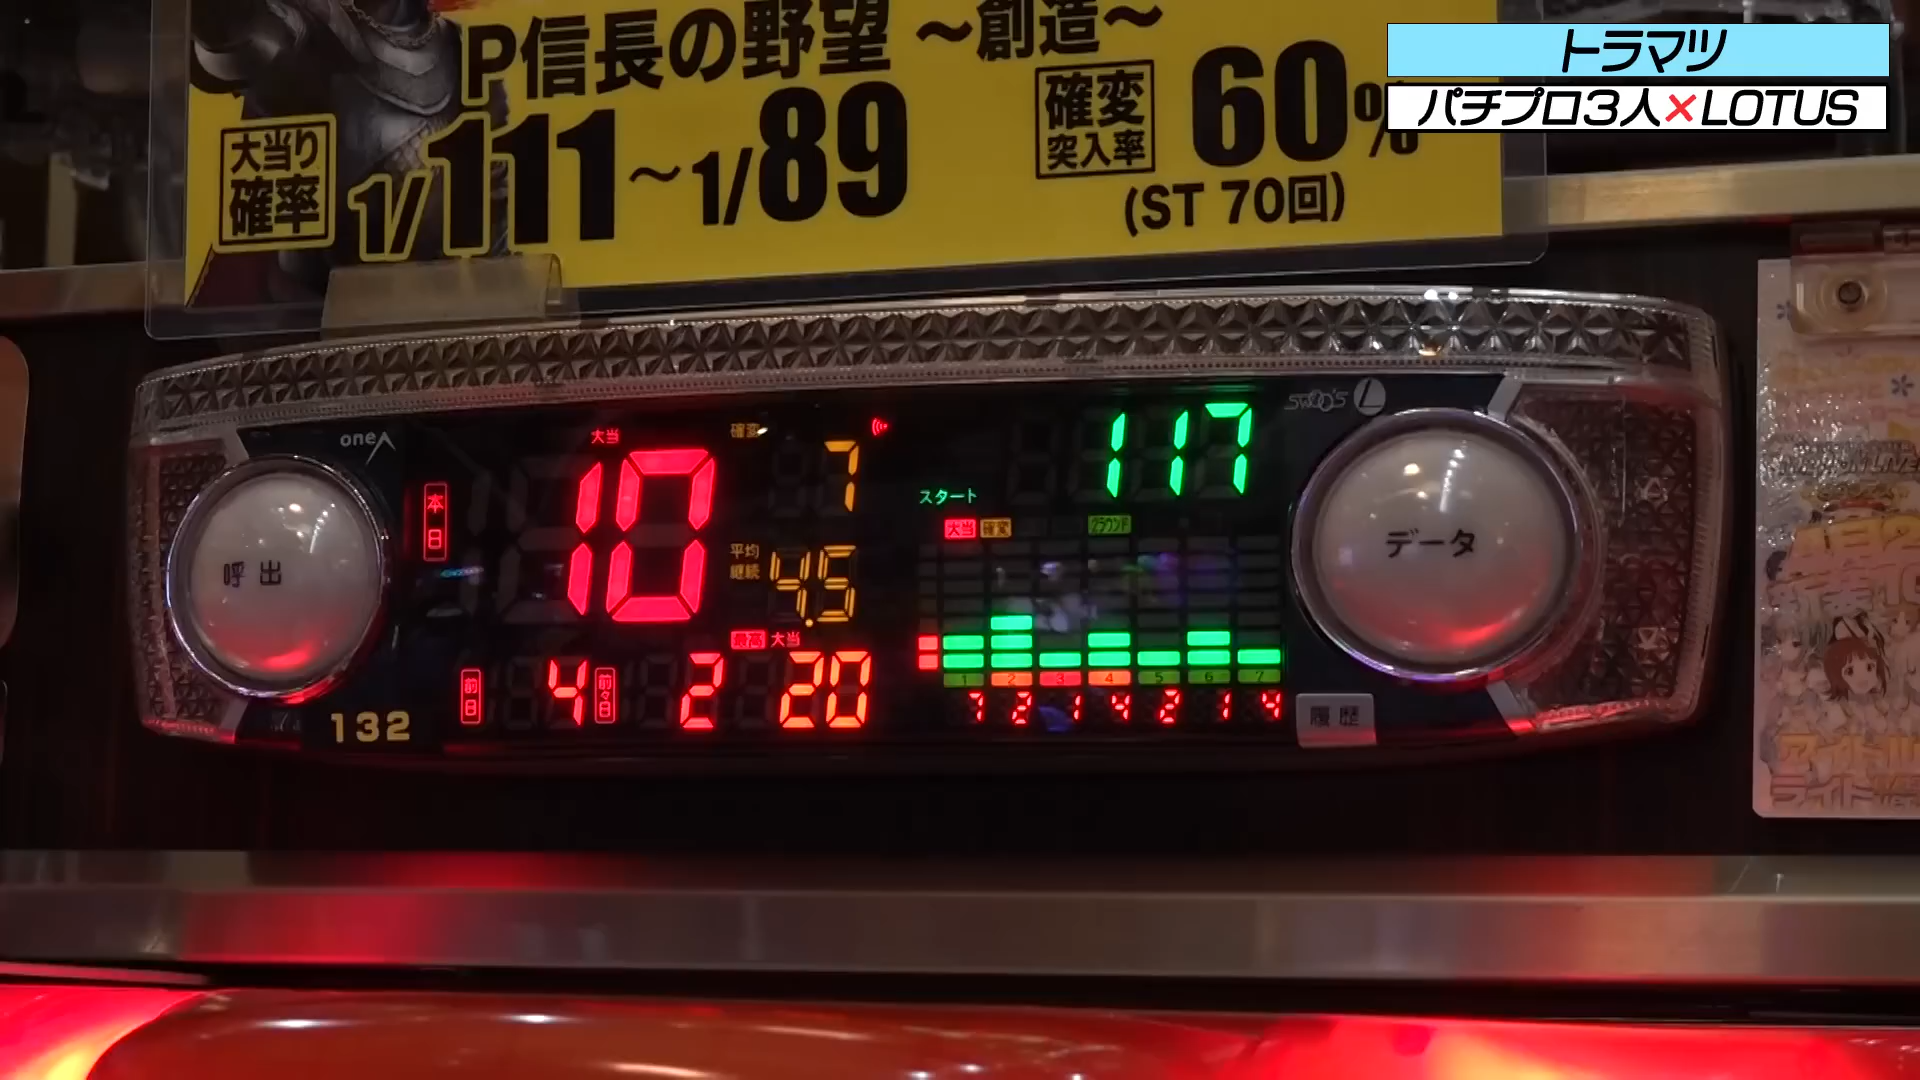 P信長の野望 ～創造～
大当り
確率
1/111～1/89
確変
突入率
60%
(ST 70回)
トラマツ
パチプロ3人×LOTUS
oneA
呼出
132
本日
大当
10
確変
7
平均
継続
4.5
最高 大当
20
前日
4
前々日
2
スタート
117
大当 確変
ラウンド
1 2 3 4 5 6 7
7 2 1 4 2 1 4
データ
履歴